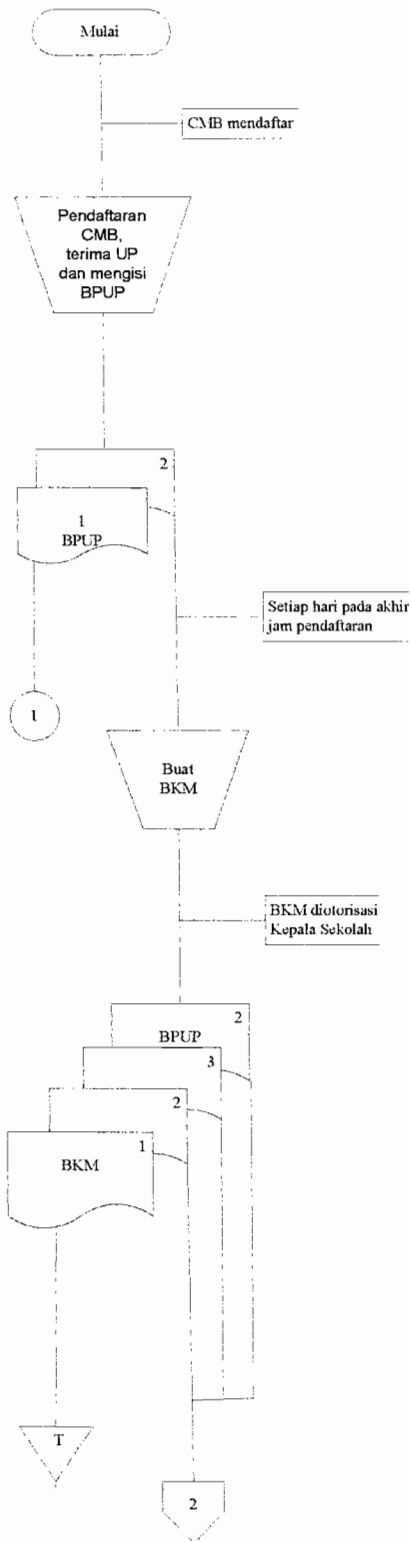 Mulai
CMB mendaftar
Pendaftaran
CMB,
terima UP
dan mengisi
BPUP
2
1
BPUP
Setiap hari pada akhir
jam pendaftaran
1
Buat
BKM
BKM diotorisasi
Kepala Sekolah
2
BPUP
3
2
1
BKM
T
2